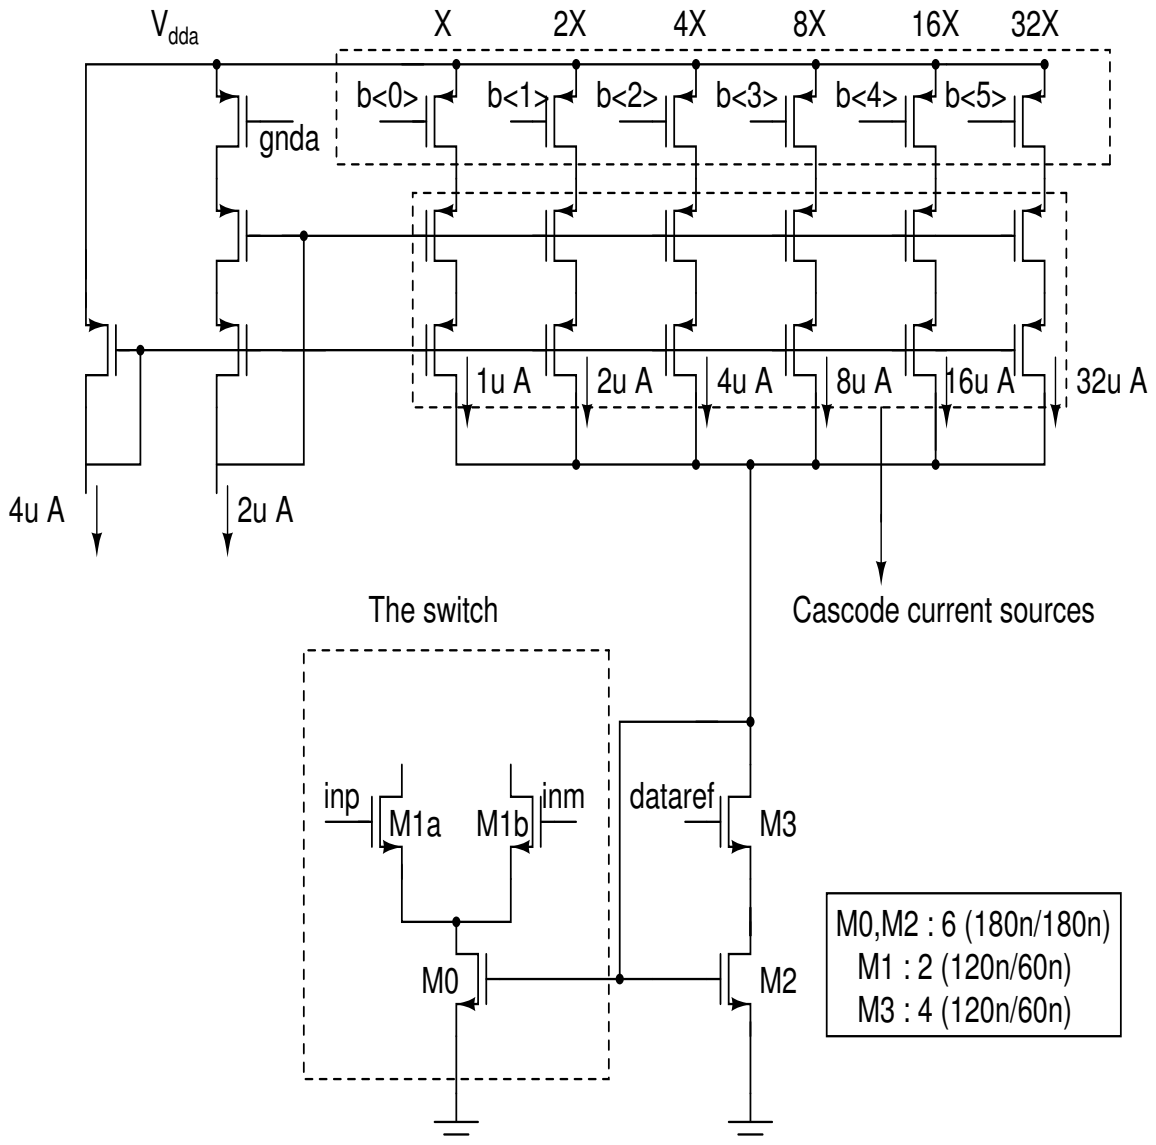 Vdda X 2X 4X 8X 16X 32X
b<0> b<1> b<2> b<3> b<4> b<5>
gnda
1u A 2u A 4u A 8u A 16u A 32u A
4u A 2u A
The switch Cascode current sources
inp M1a M1b inm dataref M3
M0 M2
M0,M2 : 6 (180n/180n)
M1 : 2 (120n/60n)
M3 : 4 (120n/60n)